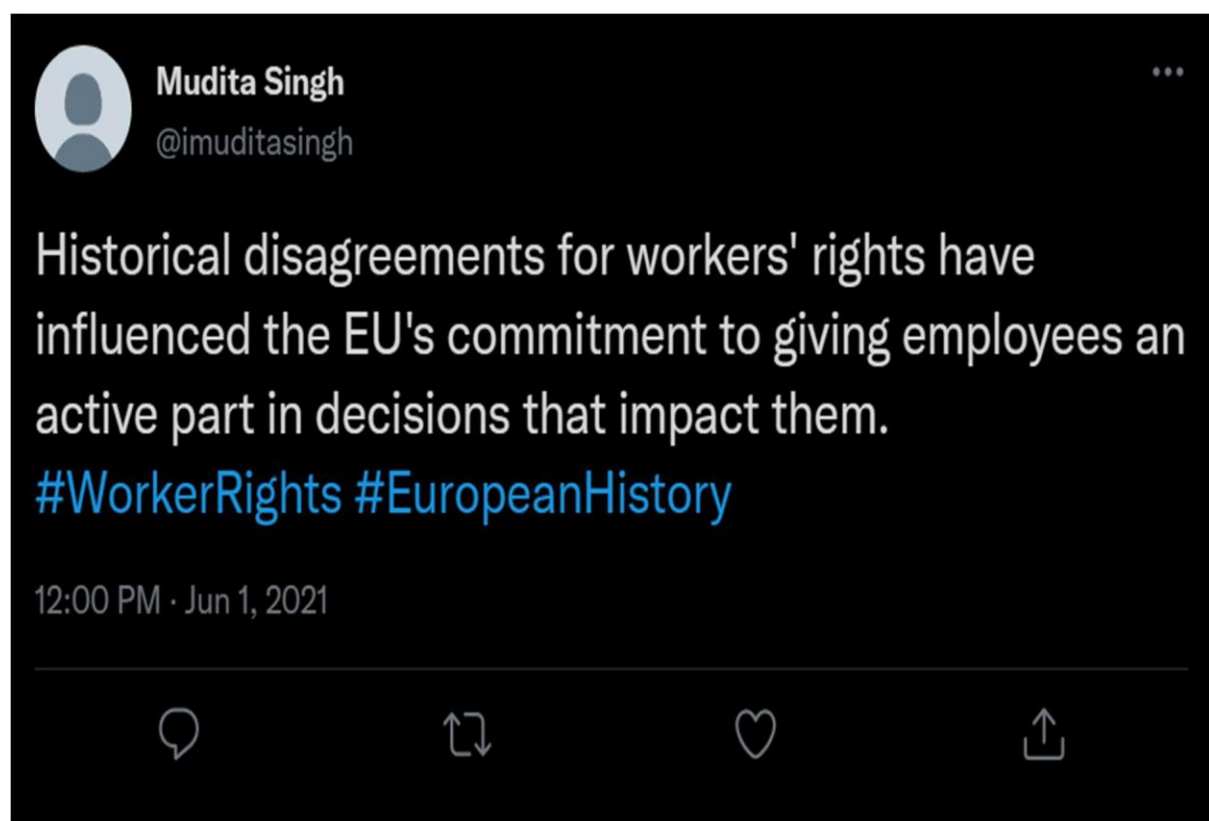 Mudita Singh
@imuditasingh
Historical disagreements for workers' rights have
influenced the EU's commitment to giving employees an
active part in decisions that impact them.
#WorkerRights #EuropeanHistory
12:00 PM · Jun 1, 2021